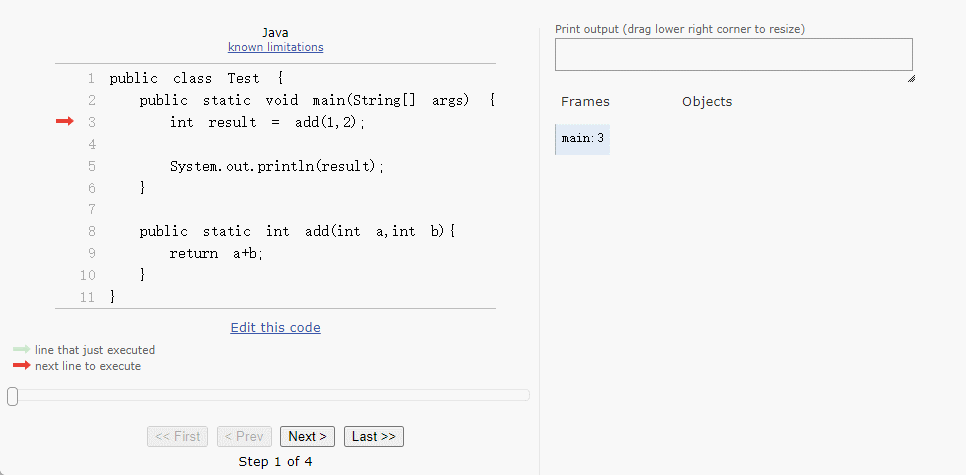 Java
known limitations
1 public class Test {
2 public static void main(String[] args) {
3 int result = add(1,2);
4
5 System.out.println(result);
6 }
7
8 public static int add(int a,int b){
9 return a+b;
10 }
11 }
Edit this code
line that just executed
next line to execute
<< First < Prev Next > Last >>
Step 1 of 4
Print output (drag lower right corner to resize)
Frames Objects
main:3